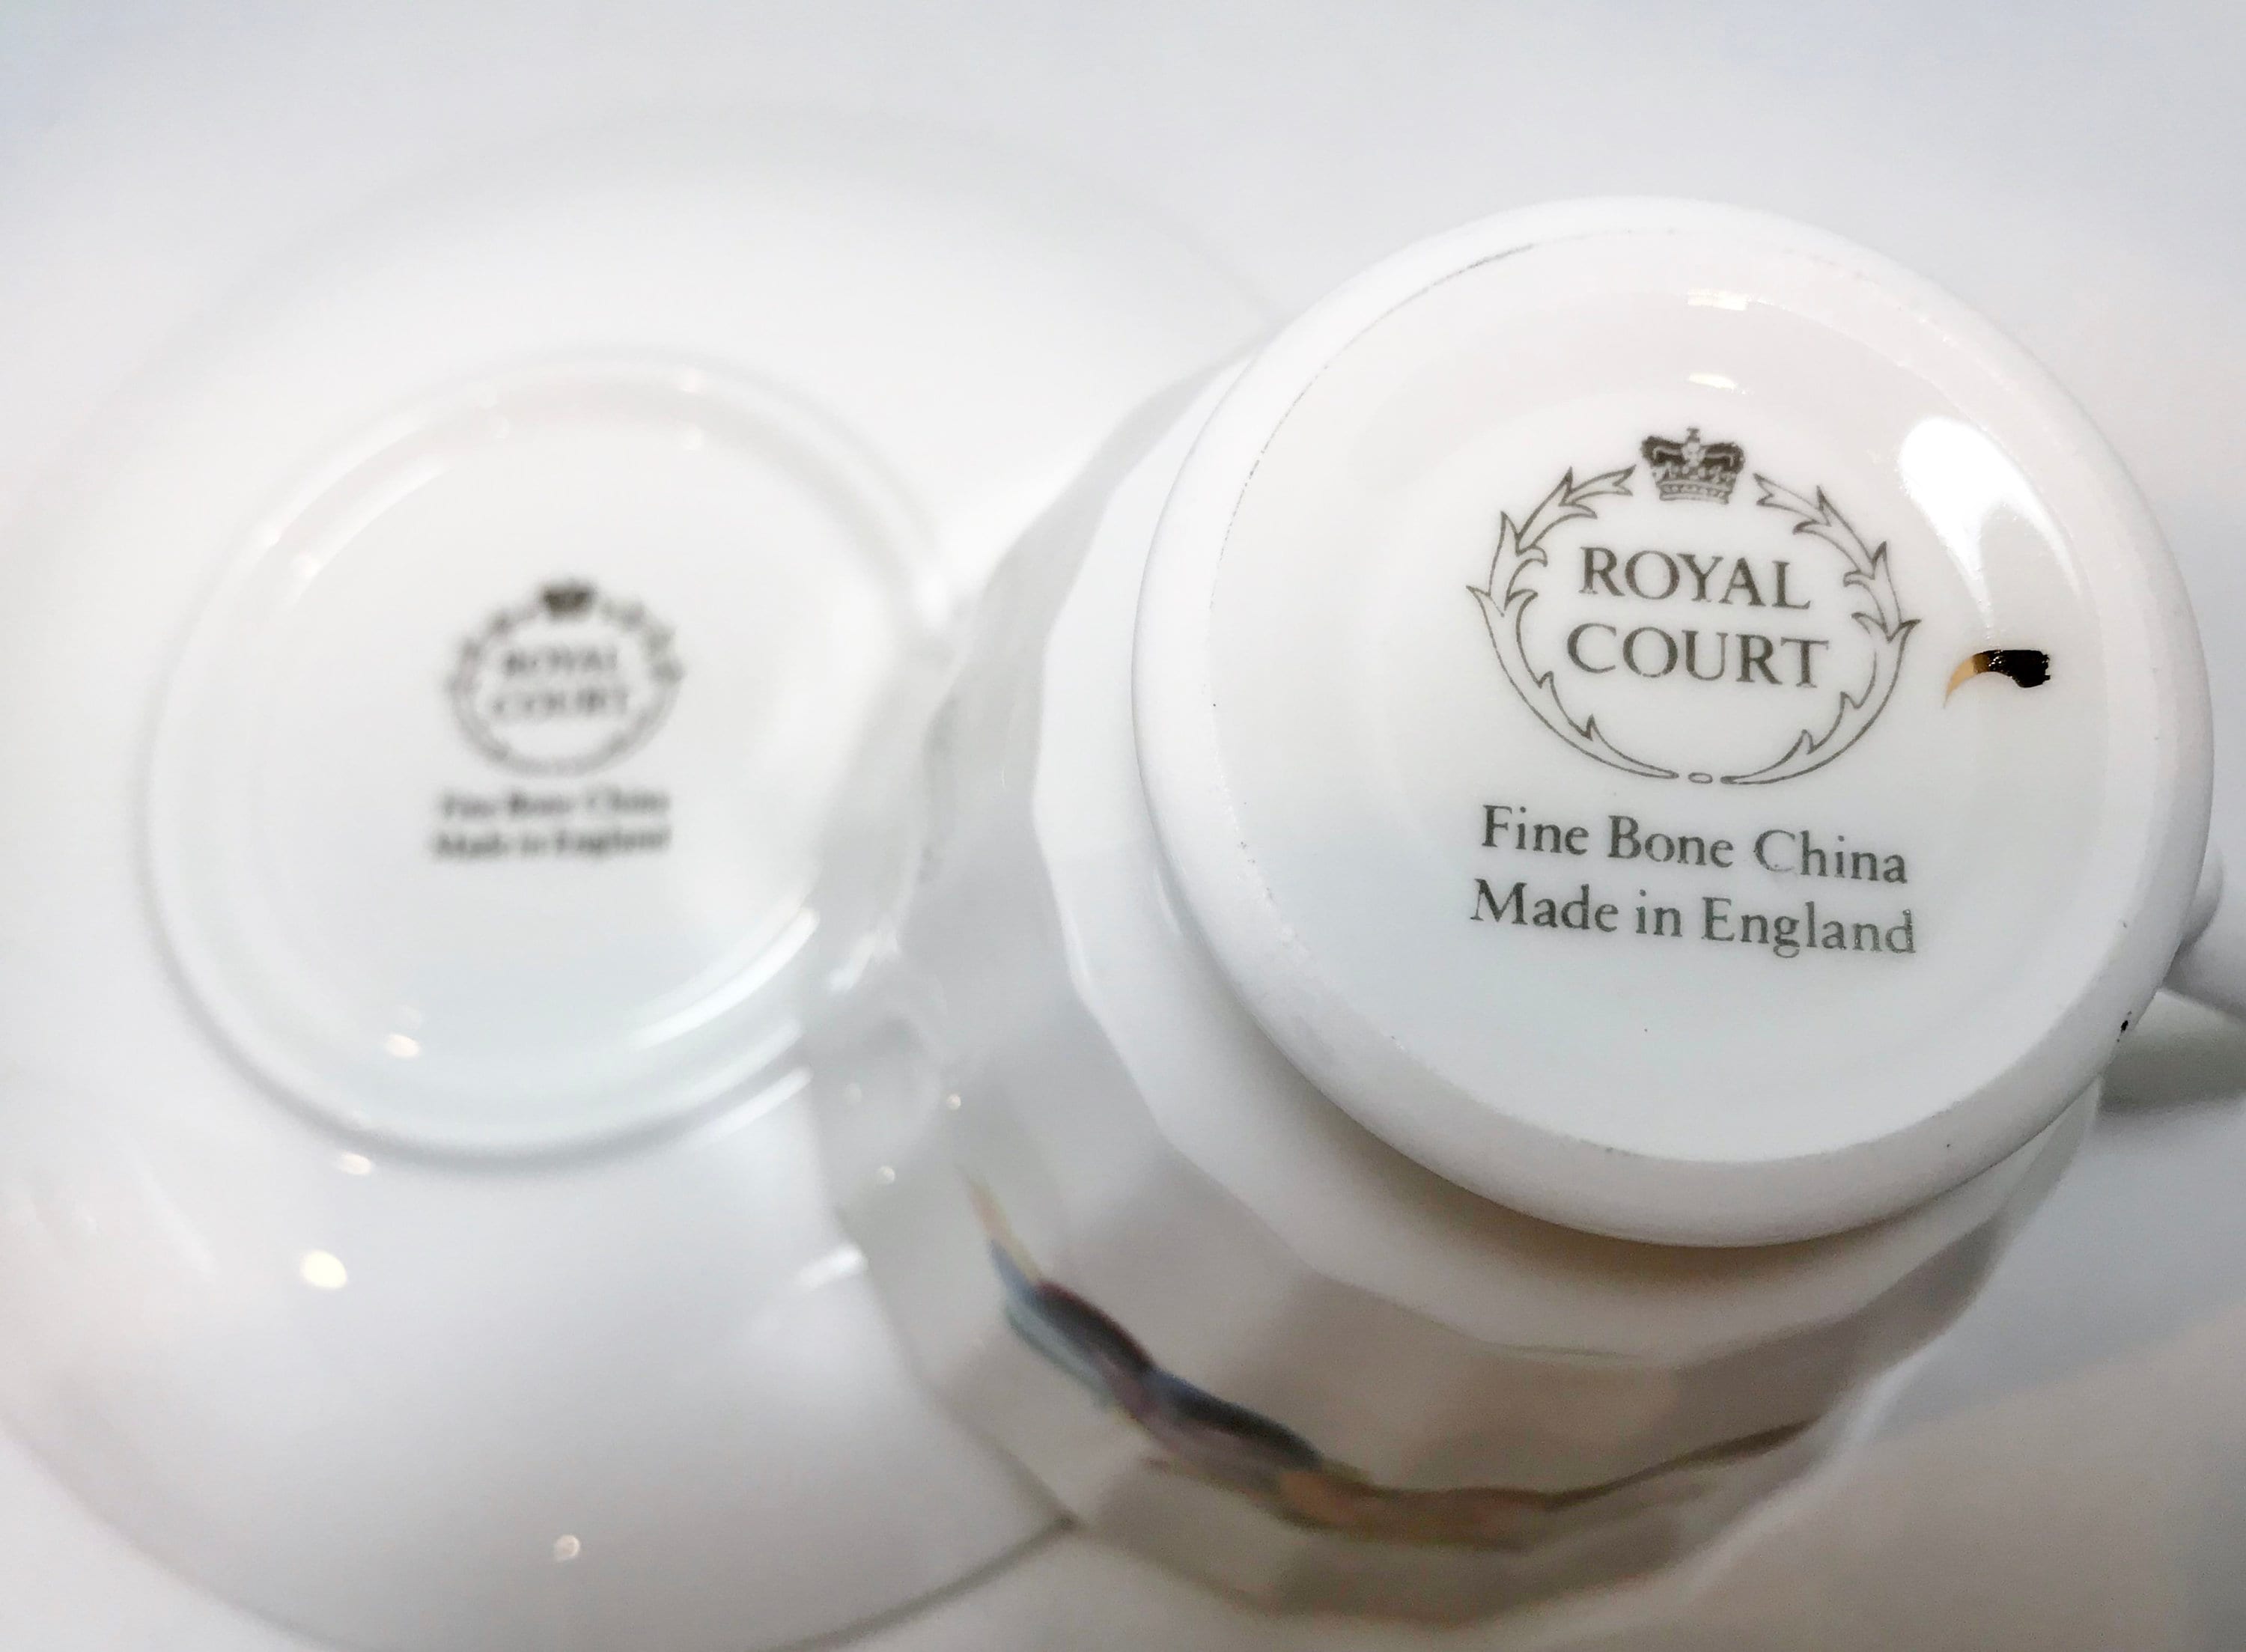 ROYAL
COURT
Fine Bone China
Made in England
ROYAL
COURT
Fine Bone China
Made in England